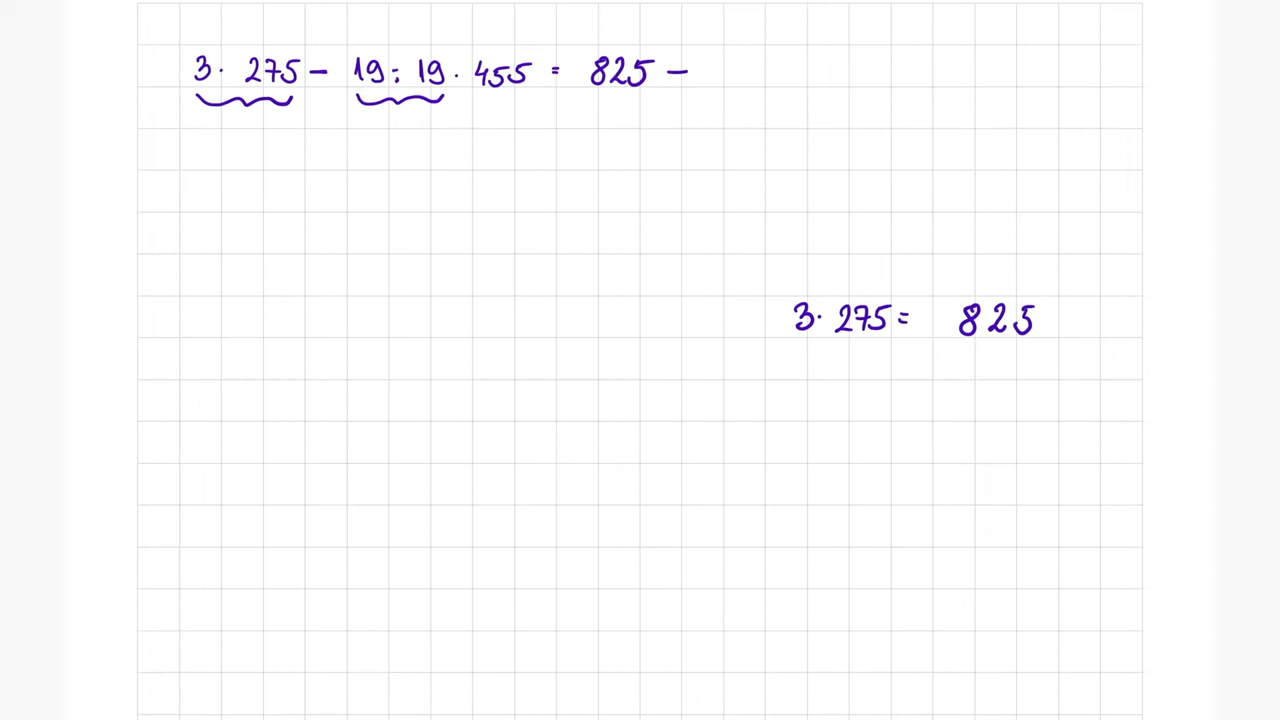 3 · 275 - 19 : 19 · 455 = 825 -
3 · 275 = 825